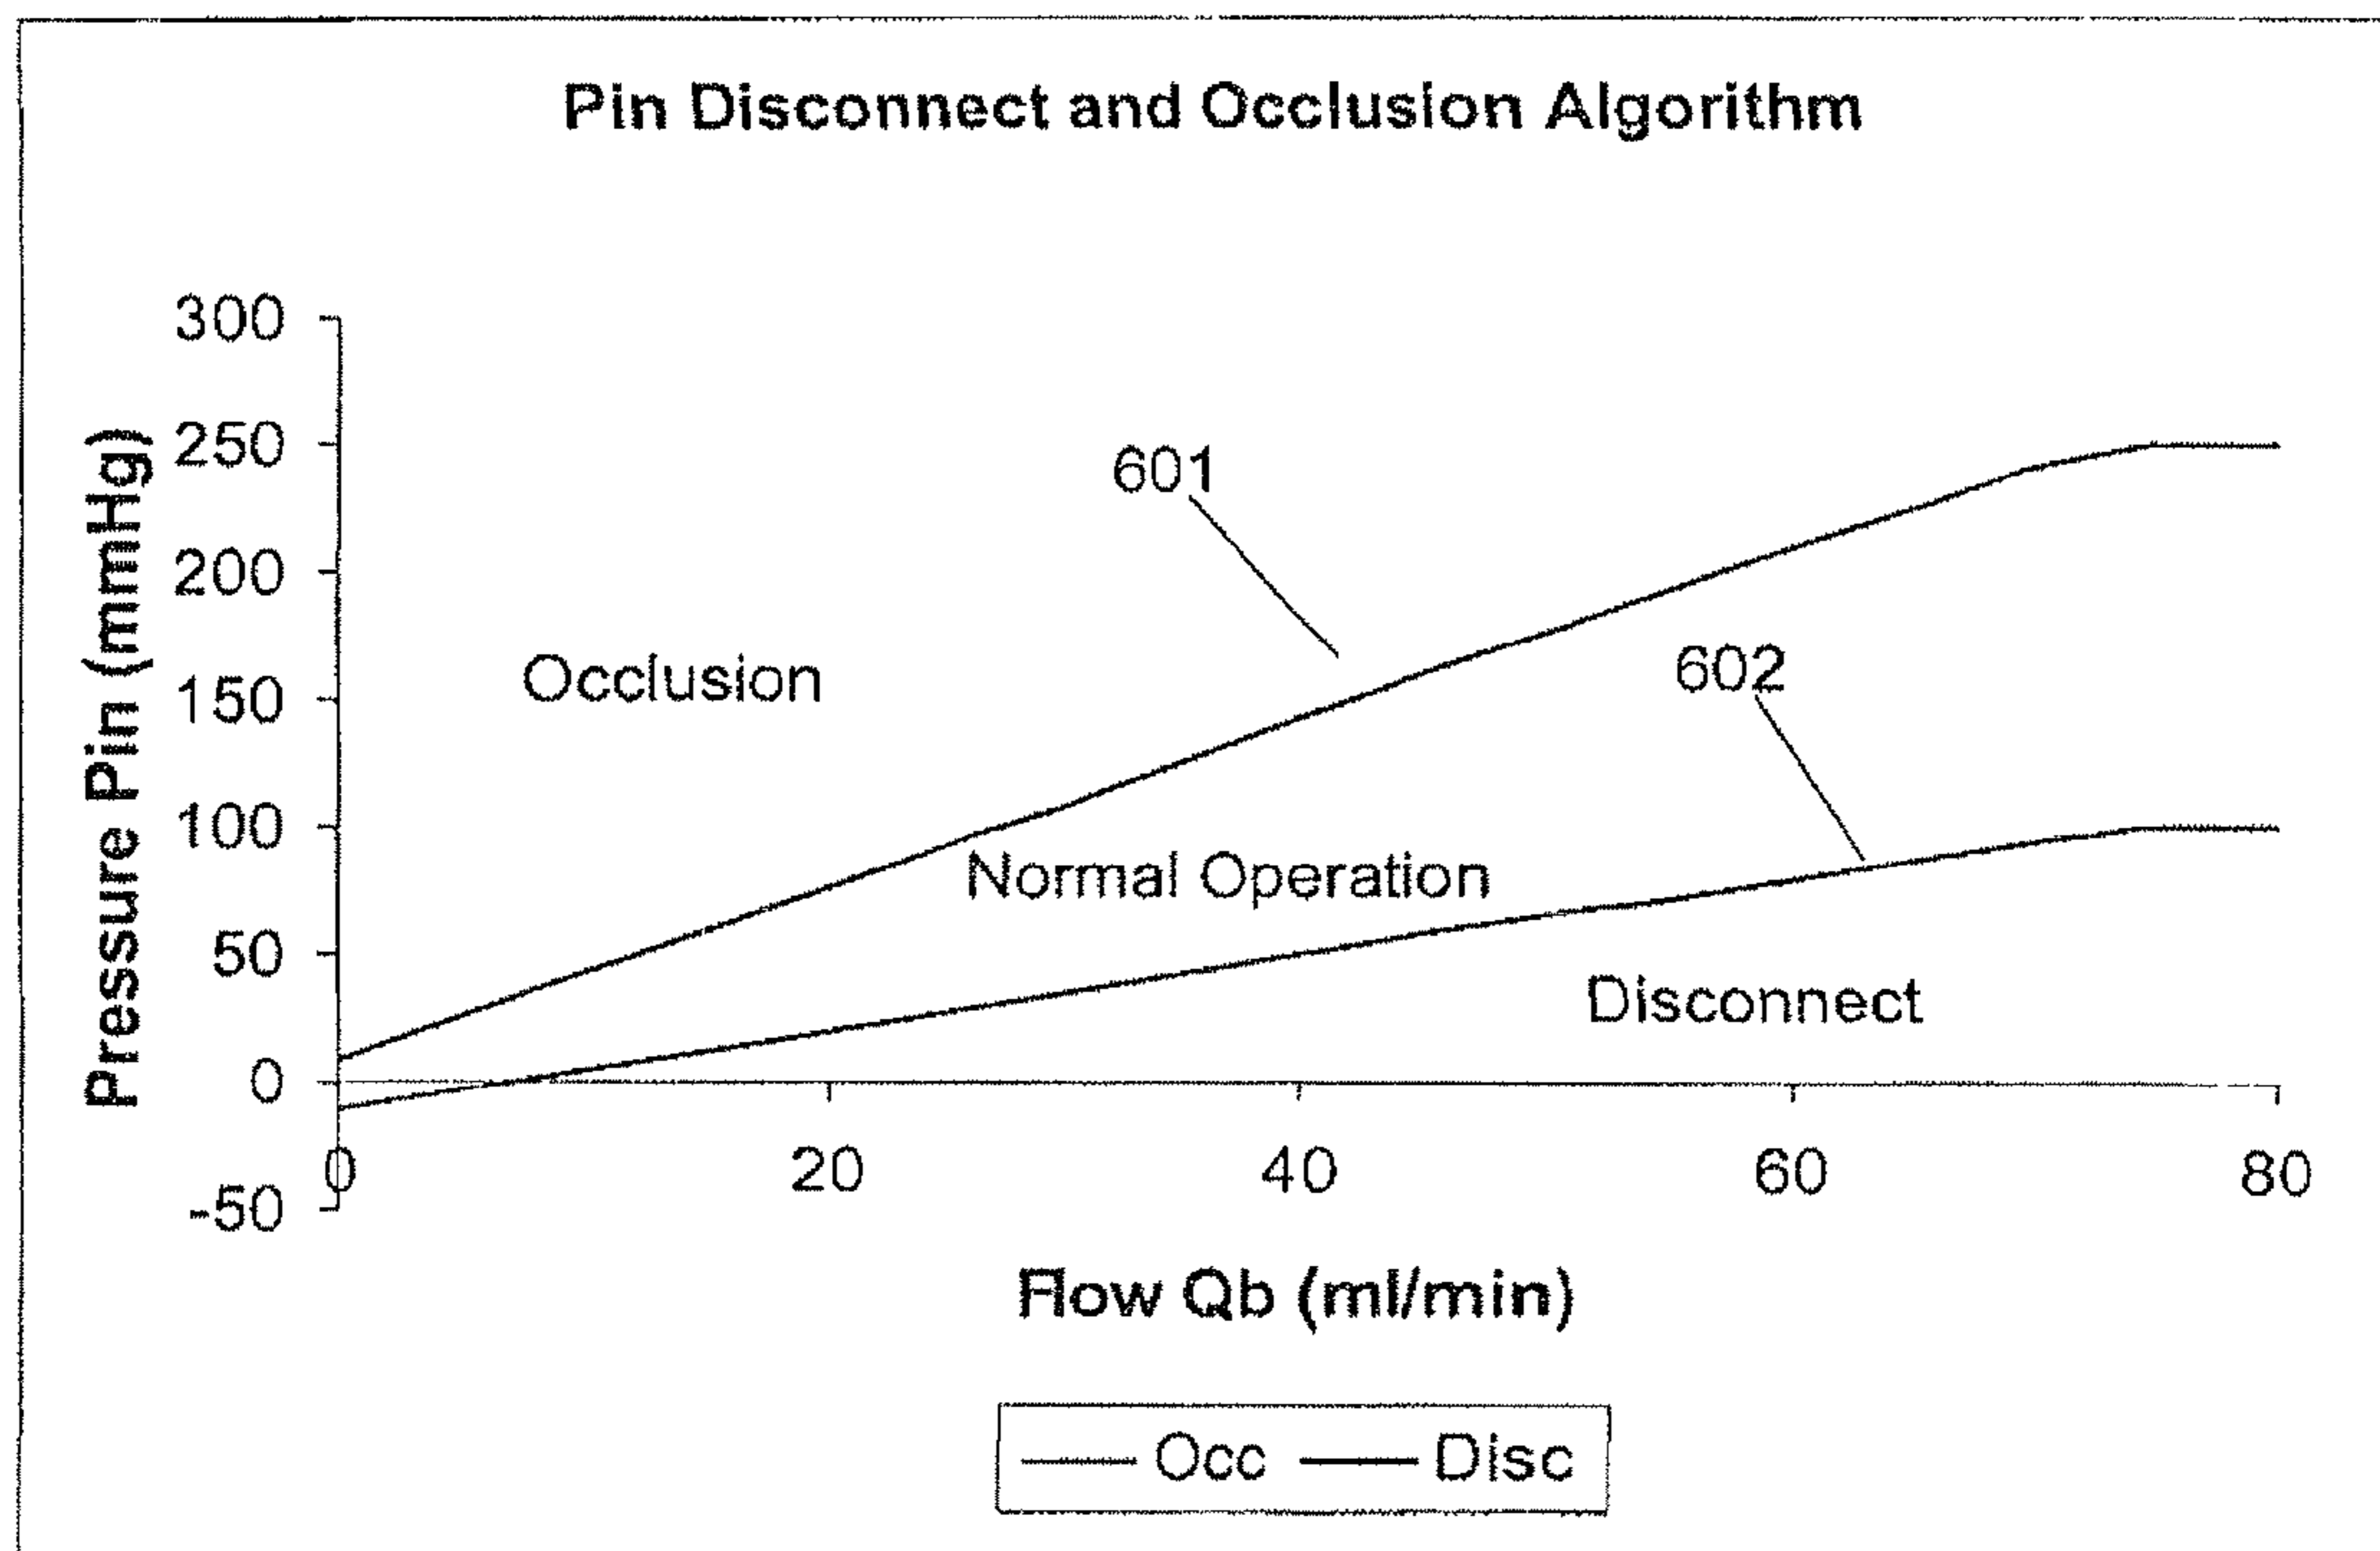 Pin Disconnect and Occlusion Algorithm
Pressure Pin (mmHg)
300
250
200
150
100
50
0
-50
601
602
Occlusion
Normal Operation
Disconnect
0 20 40 60 80
Flow Qb (ml/min)
Occ Disc